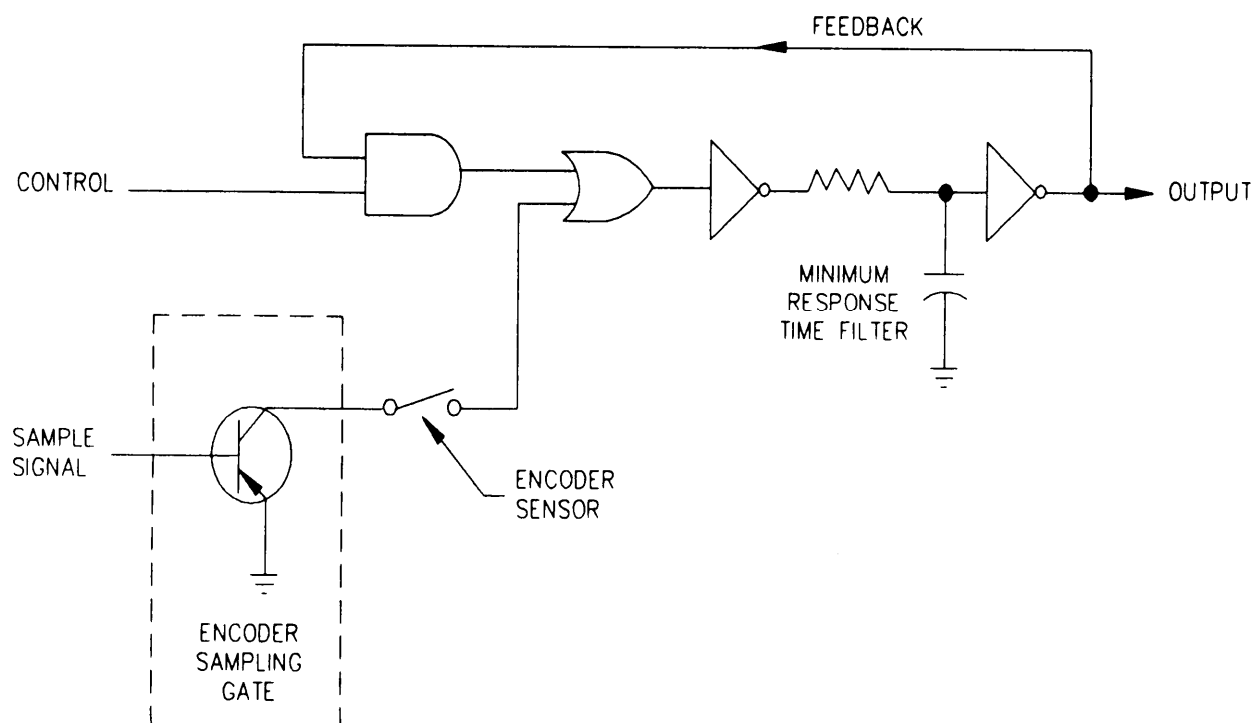 FEEDBACK
CONTROL
OUTPUT
MINIMUM
RESPONSE
TIME FILTER
SAMPLE
SIGNAL
ENCODER
SENSOR
ENCODER
SAMPLING
GATE